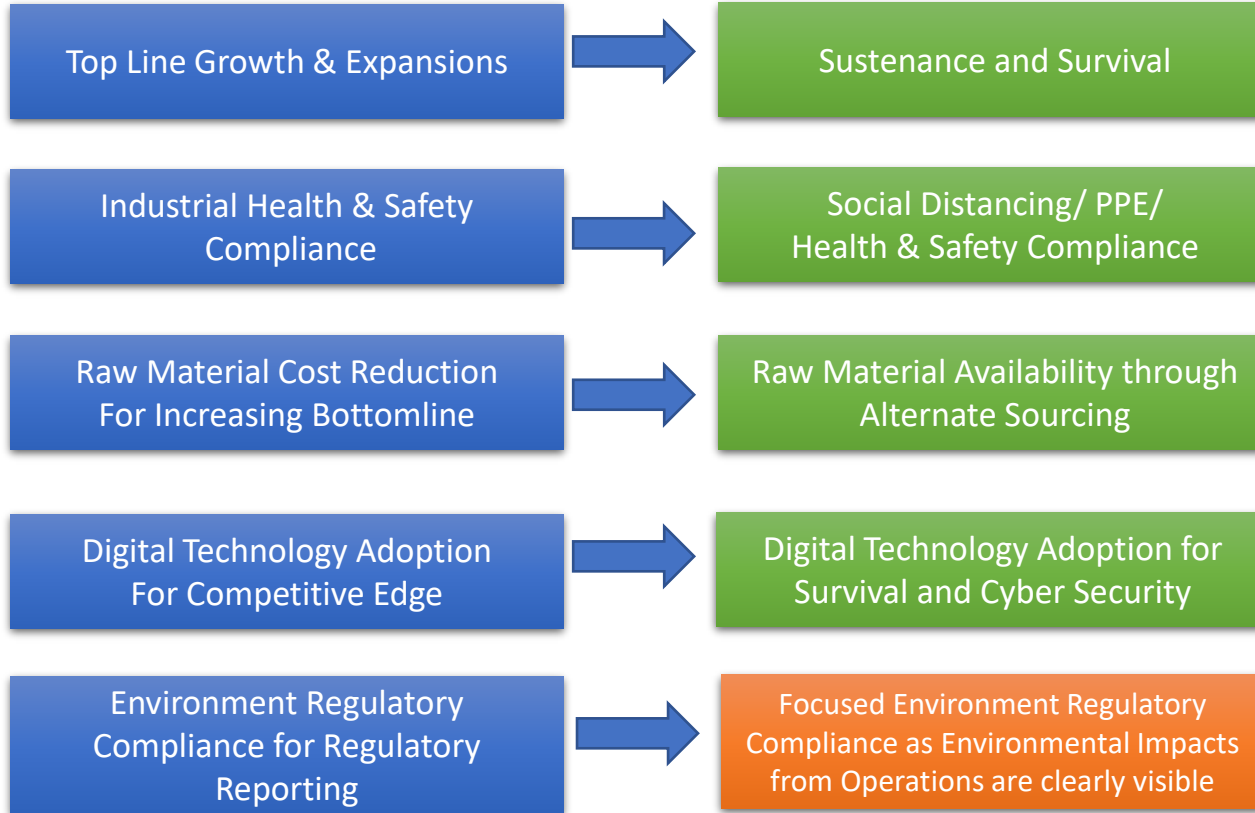 Top Line Growth & Expansions
Sustenance and Survival
Industrial Health & Safety
Compliance
Social Distancing/ PPE/
Health & Safety Compliance
Raw Material Cost Reduction
For Increasing Bottomline
Raw Material Availability through
Alternate Sourcing
Digital Technology Adoption
For Competitive Edge
Digital Technology Adoption for
Survival and Cyber Security
Environment Regulatory
Compliance for Regulatory
Reporting
Focused Environment Regulatory
Compliance as Environmental Impacts
from Operations are clearly visible